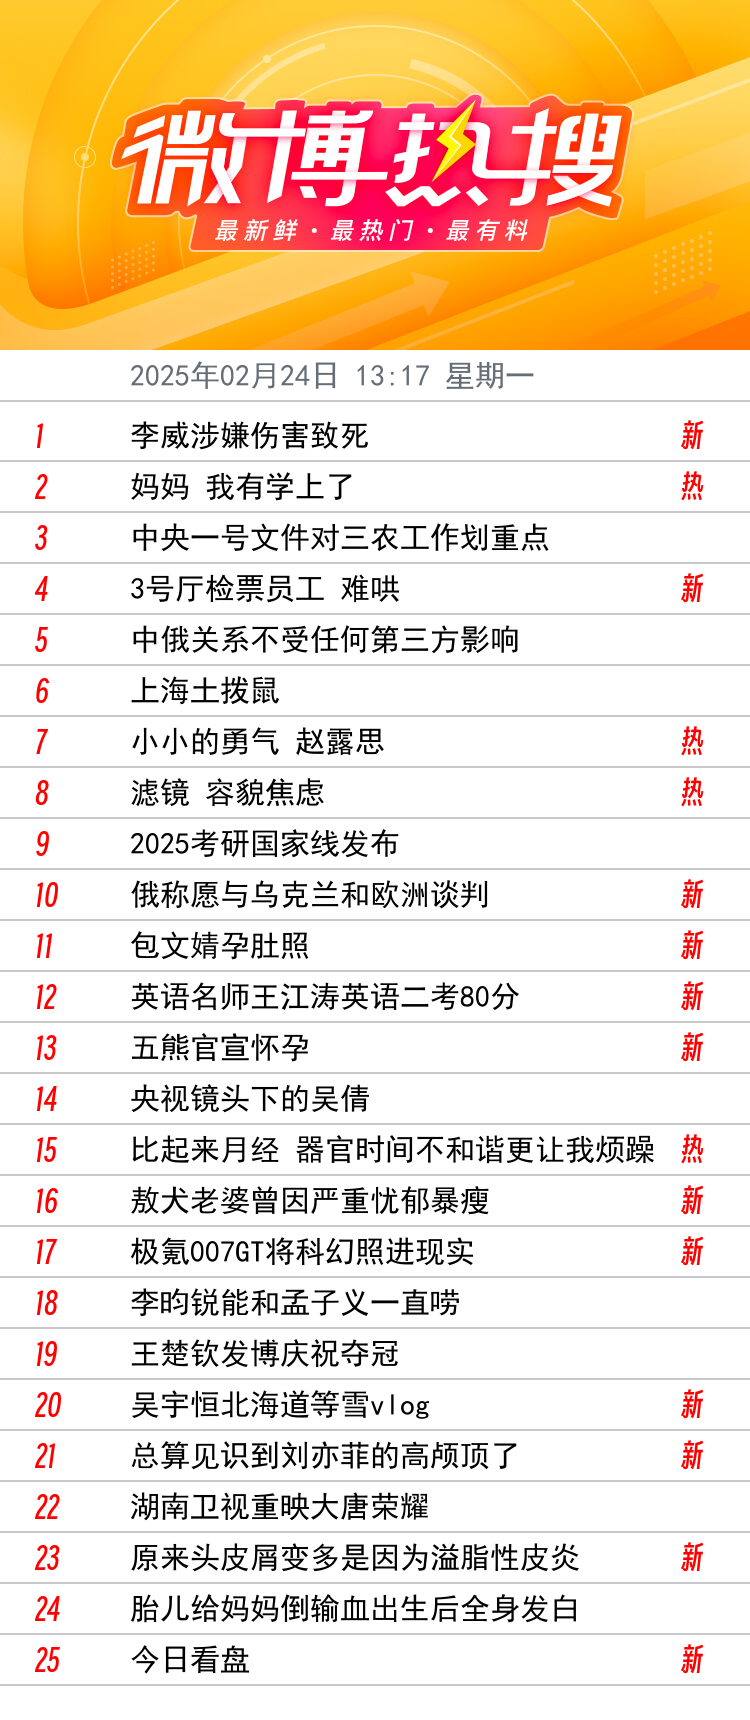 微博热搜
最新鲜·最热门·最有料
2025年02月24日 13:17 星期一
1 李威涉嫌伤害致死 新
2 妈妈 我有学上了 热
3 中央一号文件对三农工作划重点
4 3号厅检票员工 难哄 新
5 中俄关系不受任何第三方影响
6 上海土拨鼠
7 小小的勇气 赵露思 热
8 滤镜 容貌焦虑 热
9 2025考研国家线发布
10 俄称愿与乌克兰和欧洲谈判 新
11 包文婧孕肚照 新
12 英语名师王江涛英语二考80分 新
13 五熊官宣怀孕 新
14 央视镜头下的吴倩
15 比起来月经 器官时间不和谐更让我烦躁 热
16 敖犬老婆曾因严重忧郁暴瘦 新
17 极氪007GT将科幻照进现实 新
18 李昀锐能和孟子义一直唠
19 王楚钦发博庆祝夺冠
20 吴宇恒北海道等雪vlog 新
21 总算见识到刘亦菲的高颅顶了 新
22 湖南卫视重映大唐荣耀
23 原来头皮屑变多是因为溢脂性皮炎 新
24 胎儿给妈妈倒输血出生后全身发白
25 今日看盘 新